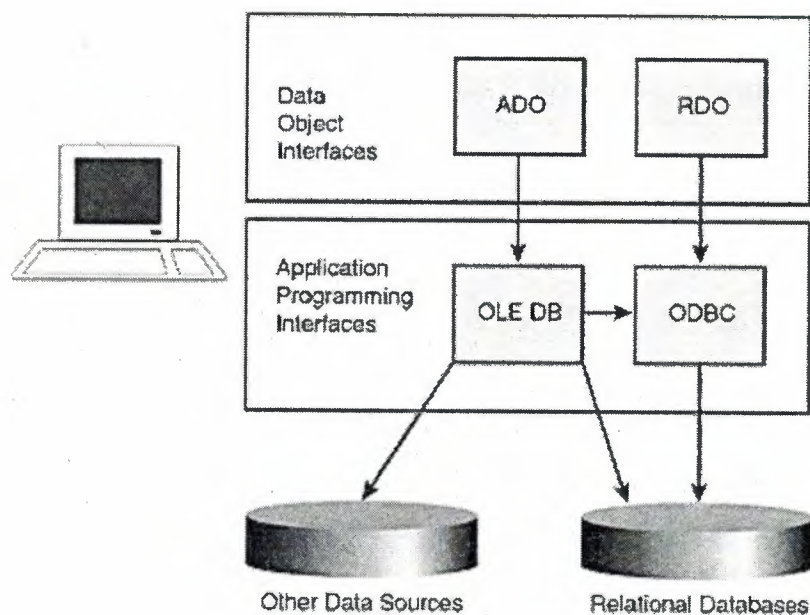 Data
Object
Interfaces
ADO
RDO
Application
Programming
Interfaces
OLE DB
ODBC
Other Data Sources
Relational Databases